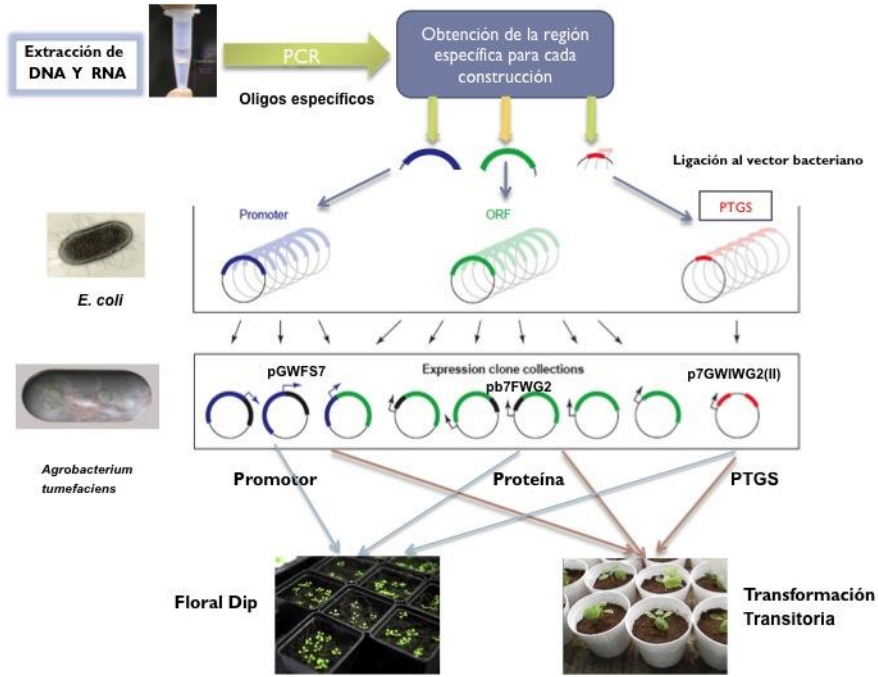 Extracción de
DNA Y RNA
PCR
Oligos específicos
Obtención de la región
específica para cada
construcción
Ligación al vector bacteriano
Promoter
ORF
PTGS
E. coli
pGWFS7
Expression clone collections
pb7FWG2
p7GWIWG2(II)
Agrobacterium
tumefaciens
Promotor
Proteína
PTGS
Floral Dip
Transformación
Transitoria